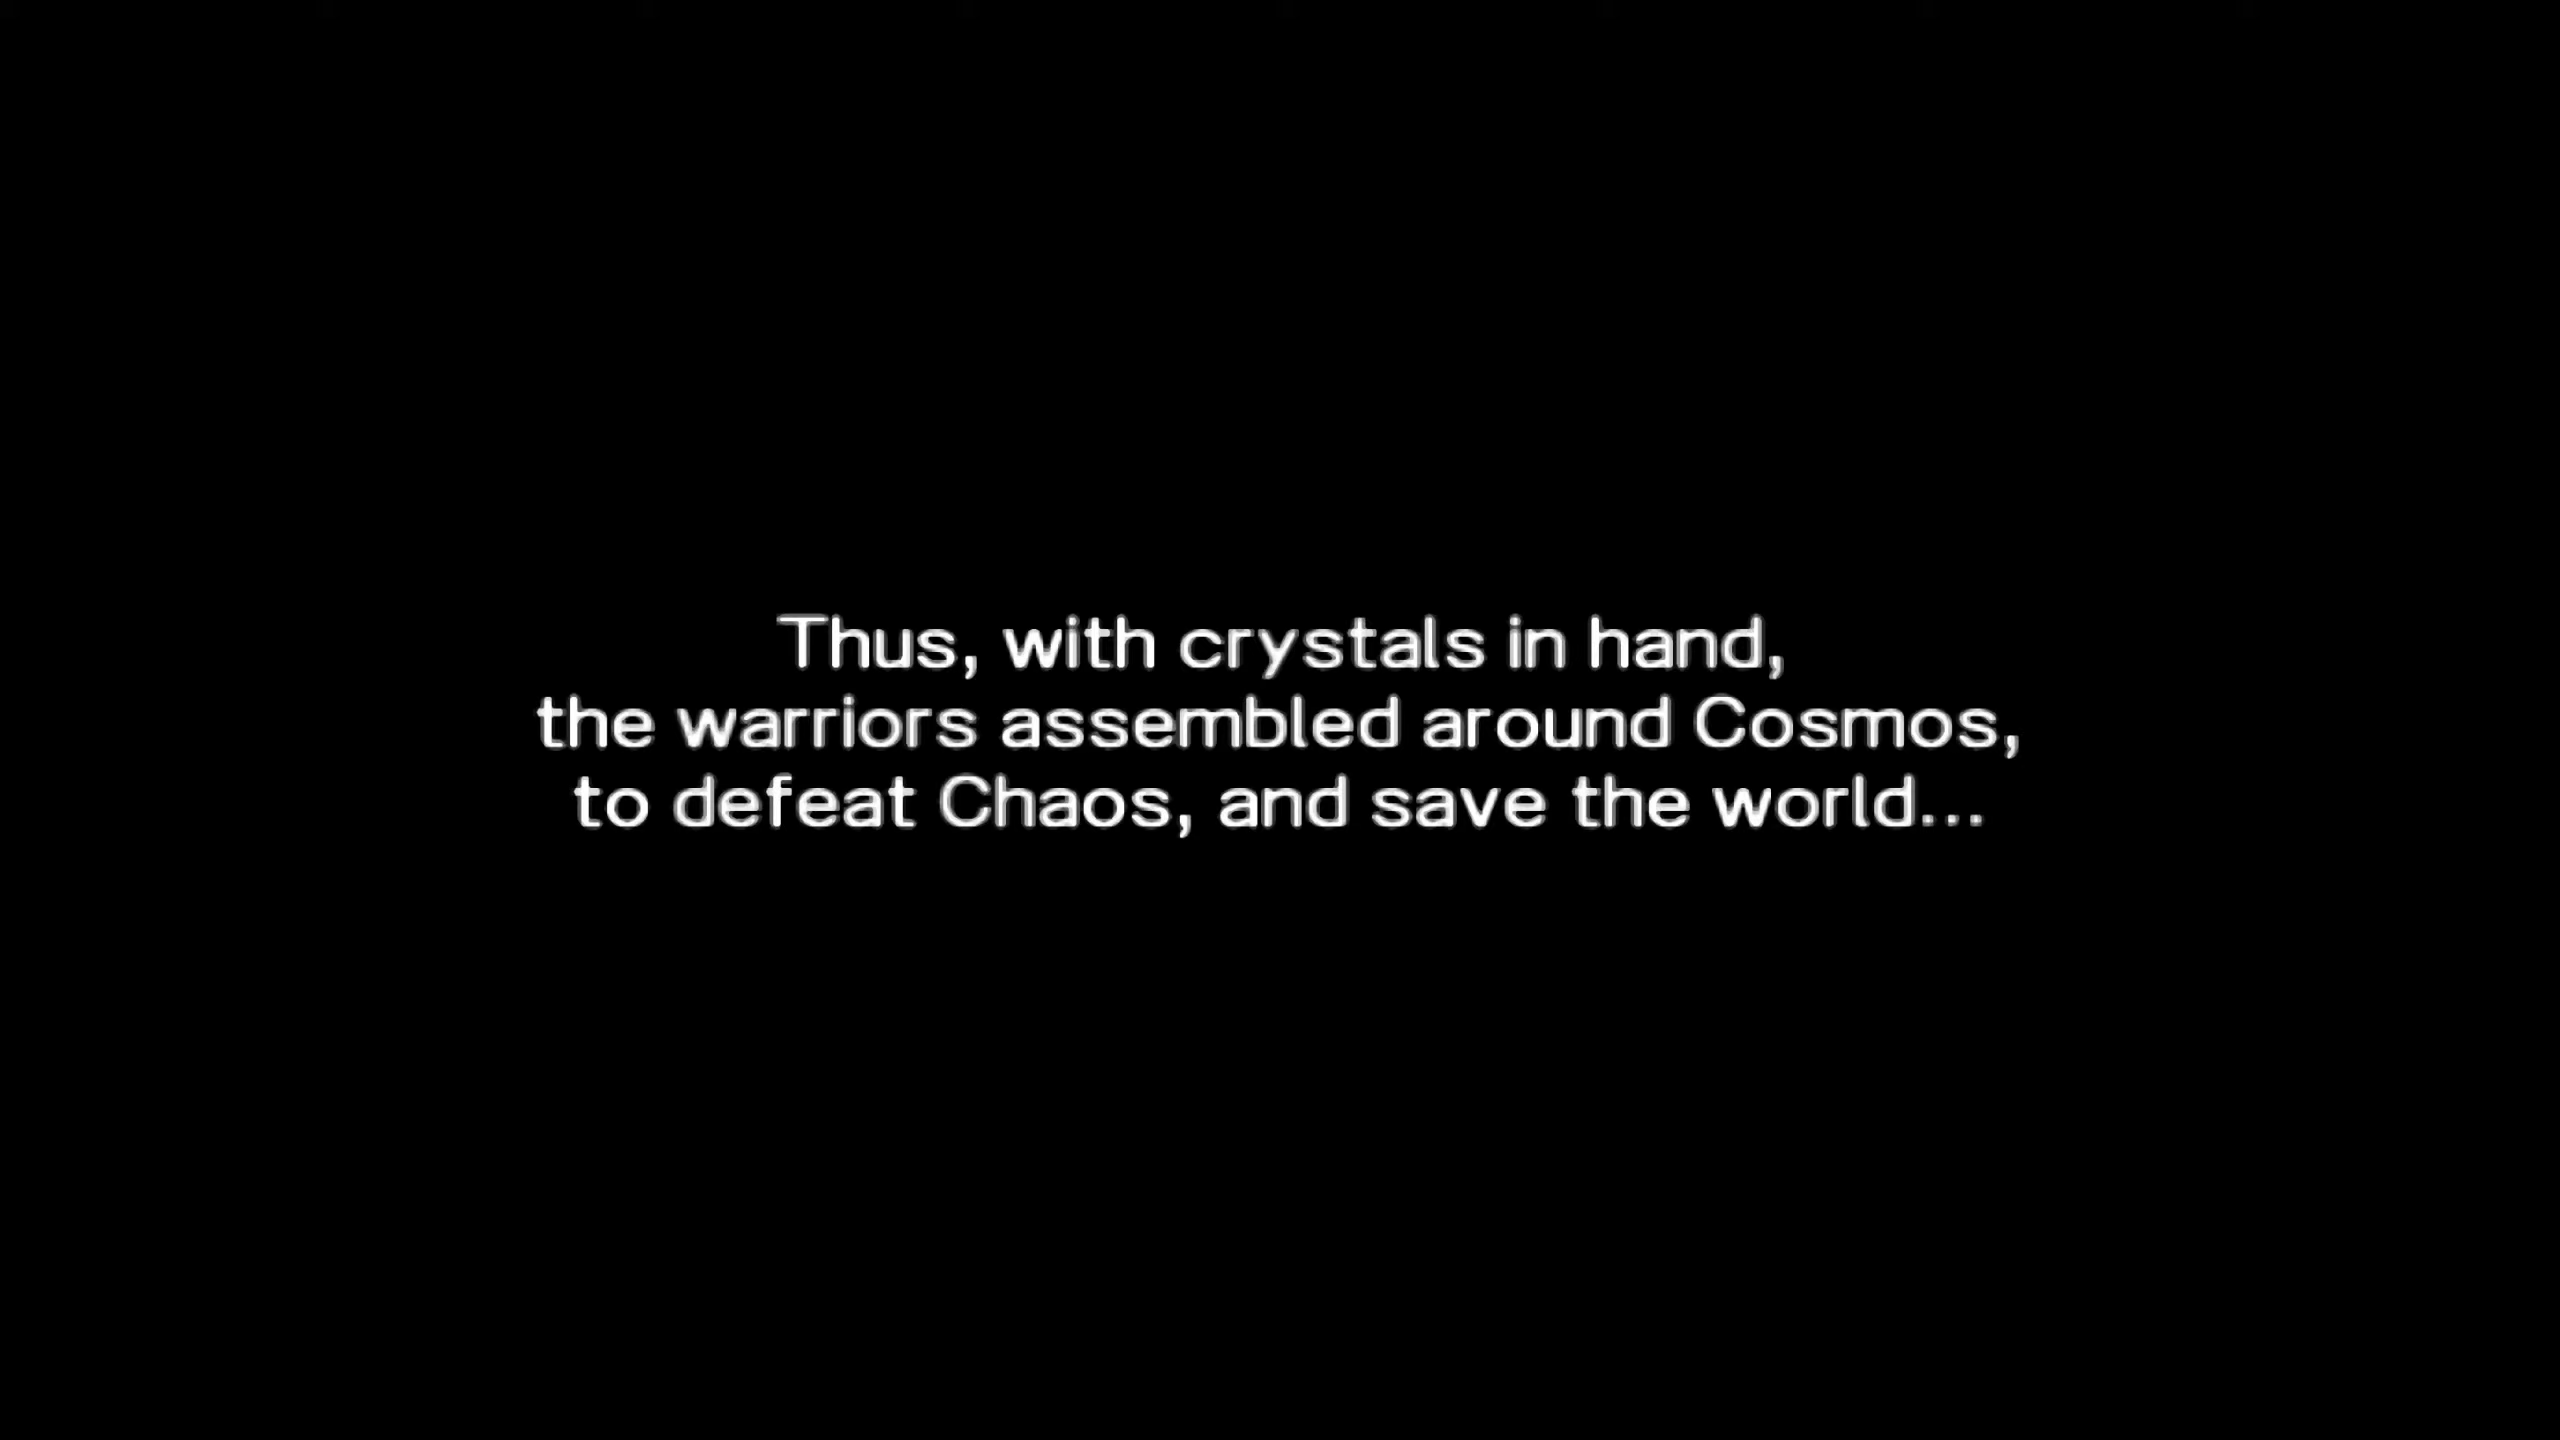 Thus, with crystals in hand,
the warriors assembled around Cosmos,
to defeat Chaos, and save the world...